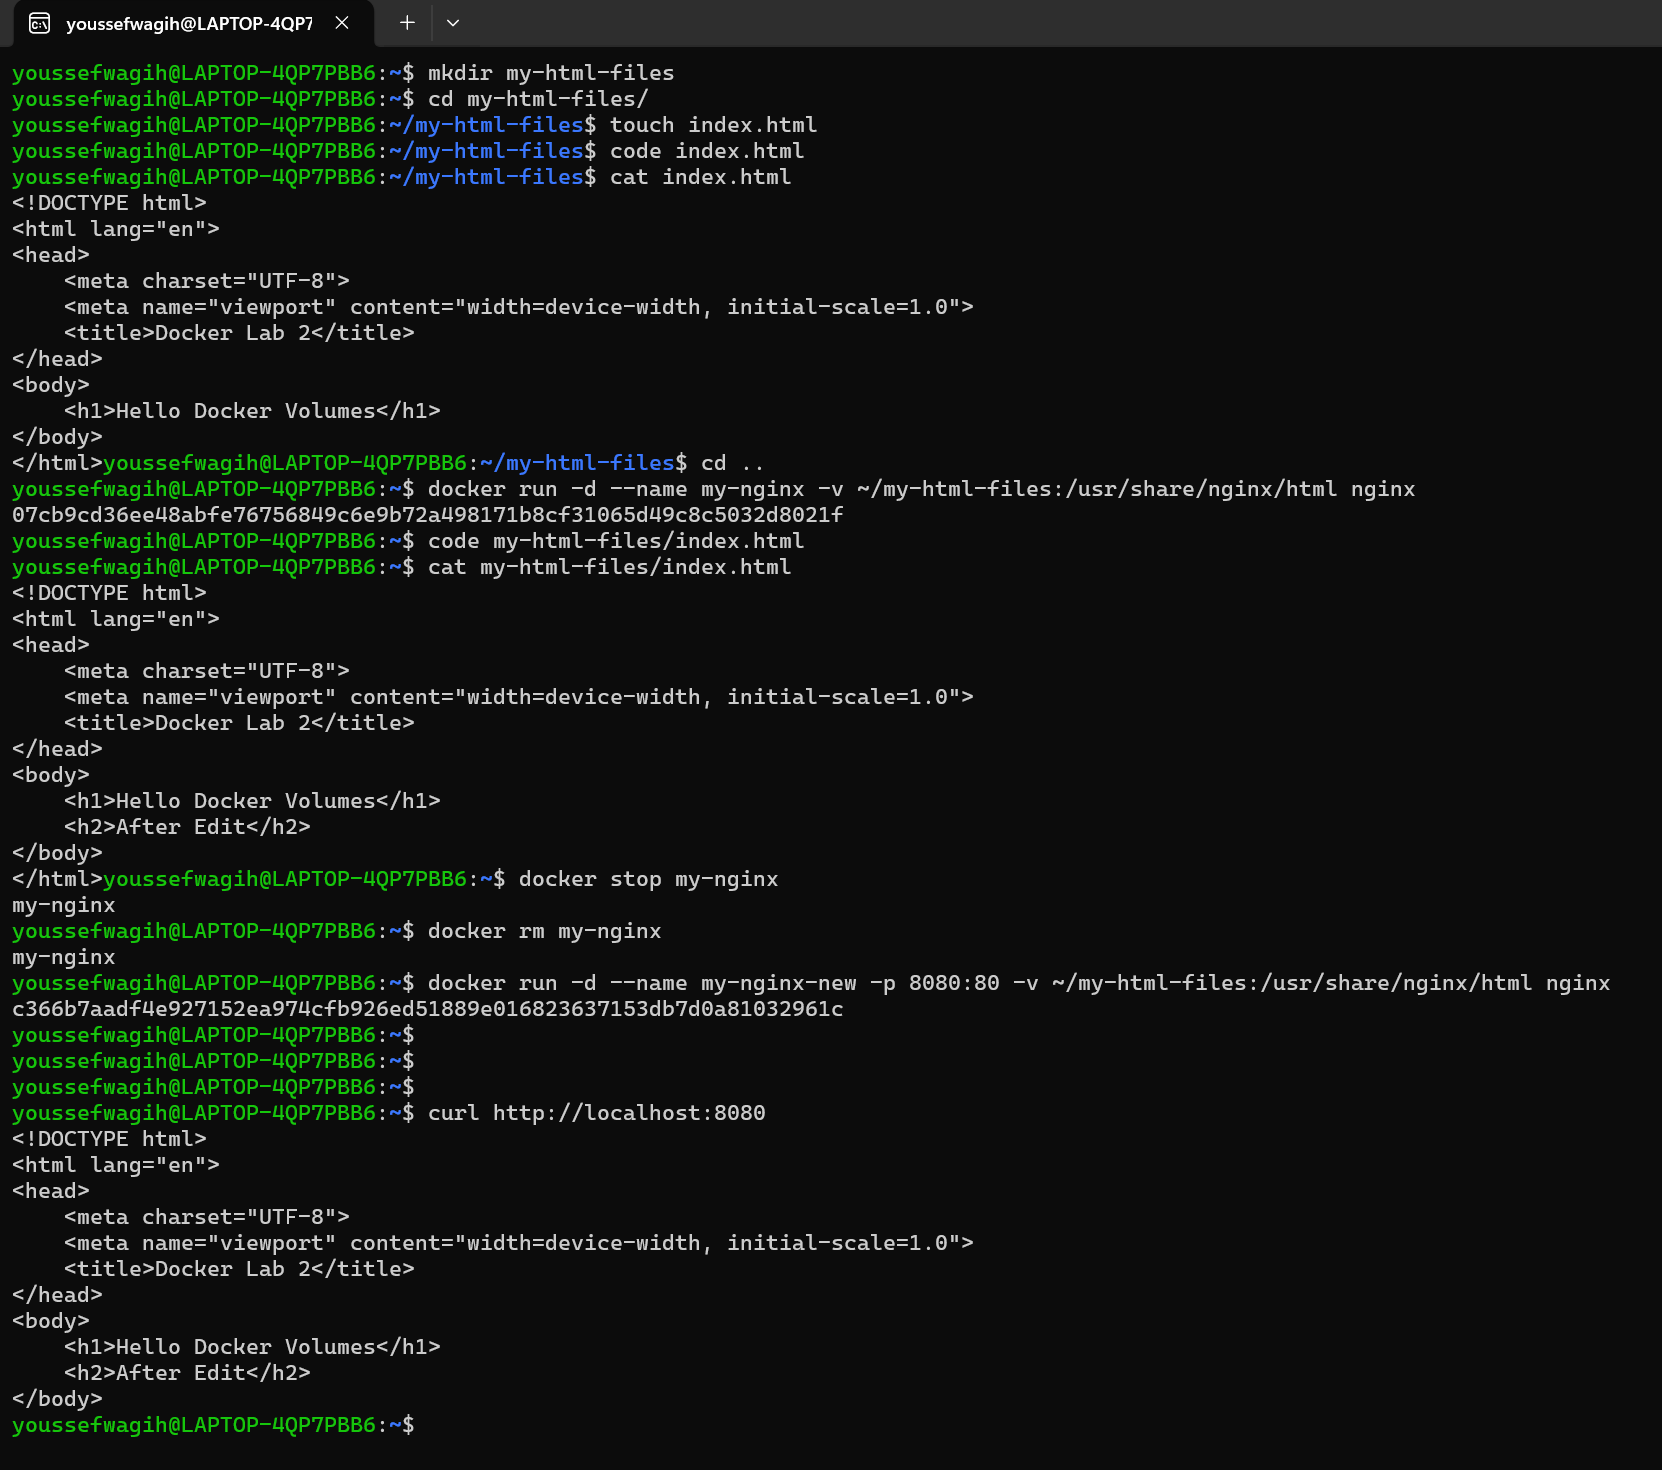 youssefwagih@LAPTOP-4QP7
youssefwagih@LAPTOP-4QP7PBB6:~$ mkdir my-html-files
youssefwagih@LAPTOP-4QP7PBB6:~$ cd my-html-files/
youssefwagih@LAPTOP-4QP7PBB6:~/my-html-files$ touch index.html
youssefwagih@LAPTOP-4QP7PBB6:~/my-html-files$ code index.html
youssefwagih@LAPTOP-4QP7PBB6:~/my-html-files$ cat index.html
<!DOCTYPE html>
<html lang="en">
<head>
    <meta charset="UTF-8">
    <meta name="viewport" content="width=device-width, initial-scale=1.0">
    <title>Docker Lab 2</title>
</head>
<body>
    <h1>Hello Docker Volumes</h1>
</body>
</html>youssefwagih@LAPTOP-4QP7PBB6:~/my-html-files$ cd ..
youssefwagih@LAPTOP-4QP7PBB6:~$ docker run -d --name my-nginx -v ~/my-html-files:/usr/share/nginx/html nginx
07cb9cd36ee48abfe76756849c6e9b72a498171b8cf31065d49c8c5032d8021f
youssefwagih@LAPTOP-4QP7PBB6:~$ code my-html-files/index.html
youssefwagih@LAPTOP-4QP7PBB6:~$ cat my-html-files/index.html
<!DOCTYPE html>
<html lang="en">
<head>
    <meta charset="UTF-8">
    <meta name="viewport" content="width=device-width, initial-scale=1.0">
    <title>Docker Lab 2</title>
</head>
<body>
    <h1>Hello Docker Volumes</h1>
    <h2>After Edit</h2>
</body>
</html>youssefwagih@LAPTOP-4QP7PBB6:~$ docker stop my-nginx
my-nginx
youssefwagih@LAPTOP-4QP7PBB6:~$ docker rm my-nginx
my-nginx
youssefwagih@LAPTOP-4QP7PBB6:~$ docker run -d --name my-nginx-new -p 8080:80 -v ~/my-html-files:/usr/share/nginx/html nginx
c366b7aadf4e927152ea974cfb926ed51889e016823637153db7d0a81032961c
youssefwagih@LAPTOP-4QP7PBB6:~$
youssefwagih@LAPTOP-4QP7PBB6:~$
youssefwagih@LAPTOP-4QP7PBB6:~$
youssefwagih@LAPTOP-4QP7PBB6:~$ curl http://localhost:8080
<!DOCTYPE html>
<html lang="en">
<head>
    <meta charset="UTF-8">
    <meta name="viewport" content="width=device-width, initial-scale=1.0">
    <title>Docker Lab 2</title>
</head>
<body>
    <h1>Hello Docker Volumes</h1>
    <h2>After Edit</h2>
</body>
youssefwagih@LAPTOP-4QP7PBB6:~$